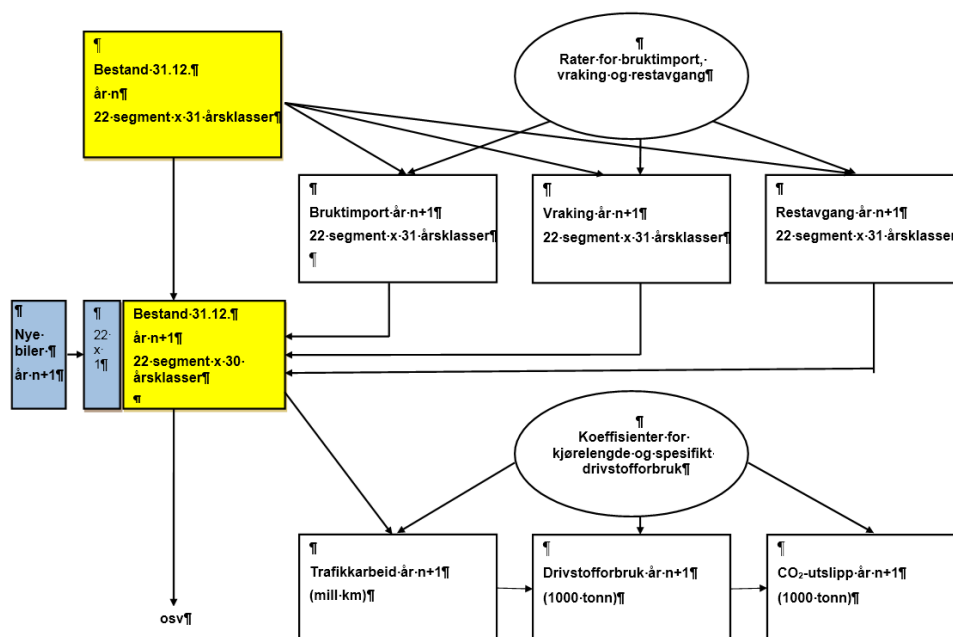 ¶
Bestand·31.12.¶
år·n¶
22·segment·x·31·årsklasser¶
¶
Rater·for·bruktimport,·
vraking·og·restavgang¶
¶
Bruktimport·år·n+1¶
22·segment·x·31·årsklasser¶
¶
¶
Vraking·år·n+1¶
22·segment·x·31·årsklasser¶
¶
Restavgang·år·n+1¶
22·segment·x·31·årsklasser
¶
Nye·
biler·¶
år·n+1¶
¶
22·
x·
1¶
Bestand·31.12.¶
år·n+1¶
22·segment·x·30·
årsklasser¶
¶
¶
Koeffisienter·for·
kjørelengde·og·spesifikt·
drivstofforbruk¶
¶
Trafikkarbeid·år·n+1¶
(mill·km)¶
¶
Drivstofforbruk·år·n+1¶
(1000·tonn)¶
¶
CO₂-utslipp·år·n+1¶
(1000·tonn)¶
osv¶